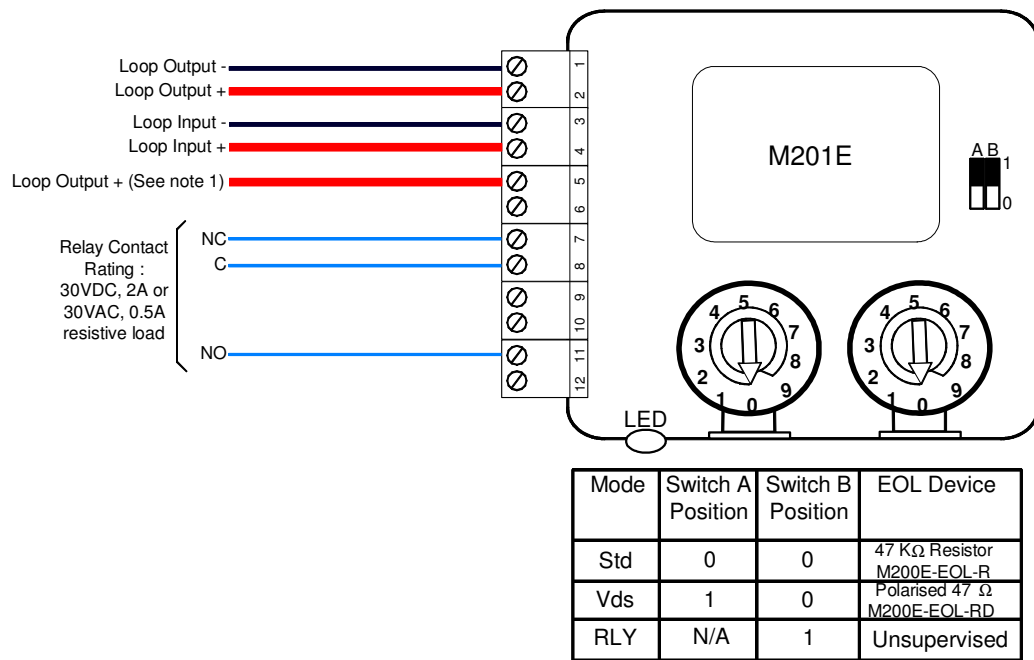 Loop Output -
Loop Output +
Loop Input -
Loop Input +
Loop Output + (See note 1)
Relay Contact
Rating :
30VDC, 2A or
30VAC, 0.5A
resistive load
NC
C
NO
1
2
3
4
5
6
7
8
9
10
11
12
M201E
A B
1
0
0 1 2 3 4 5 6 7 8 9
0 1 2 3 4 5 6 7 8 9
LED
Mode Switch A Position Switch B Position EOL Device
Std 0 0 47 KΩ Resistor M200E-EOL-R
Vds 1 0 Polarised 47 Ω M200E-EOL-RD
RLY N/A 1 Unsupervised